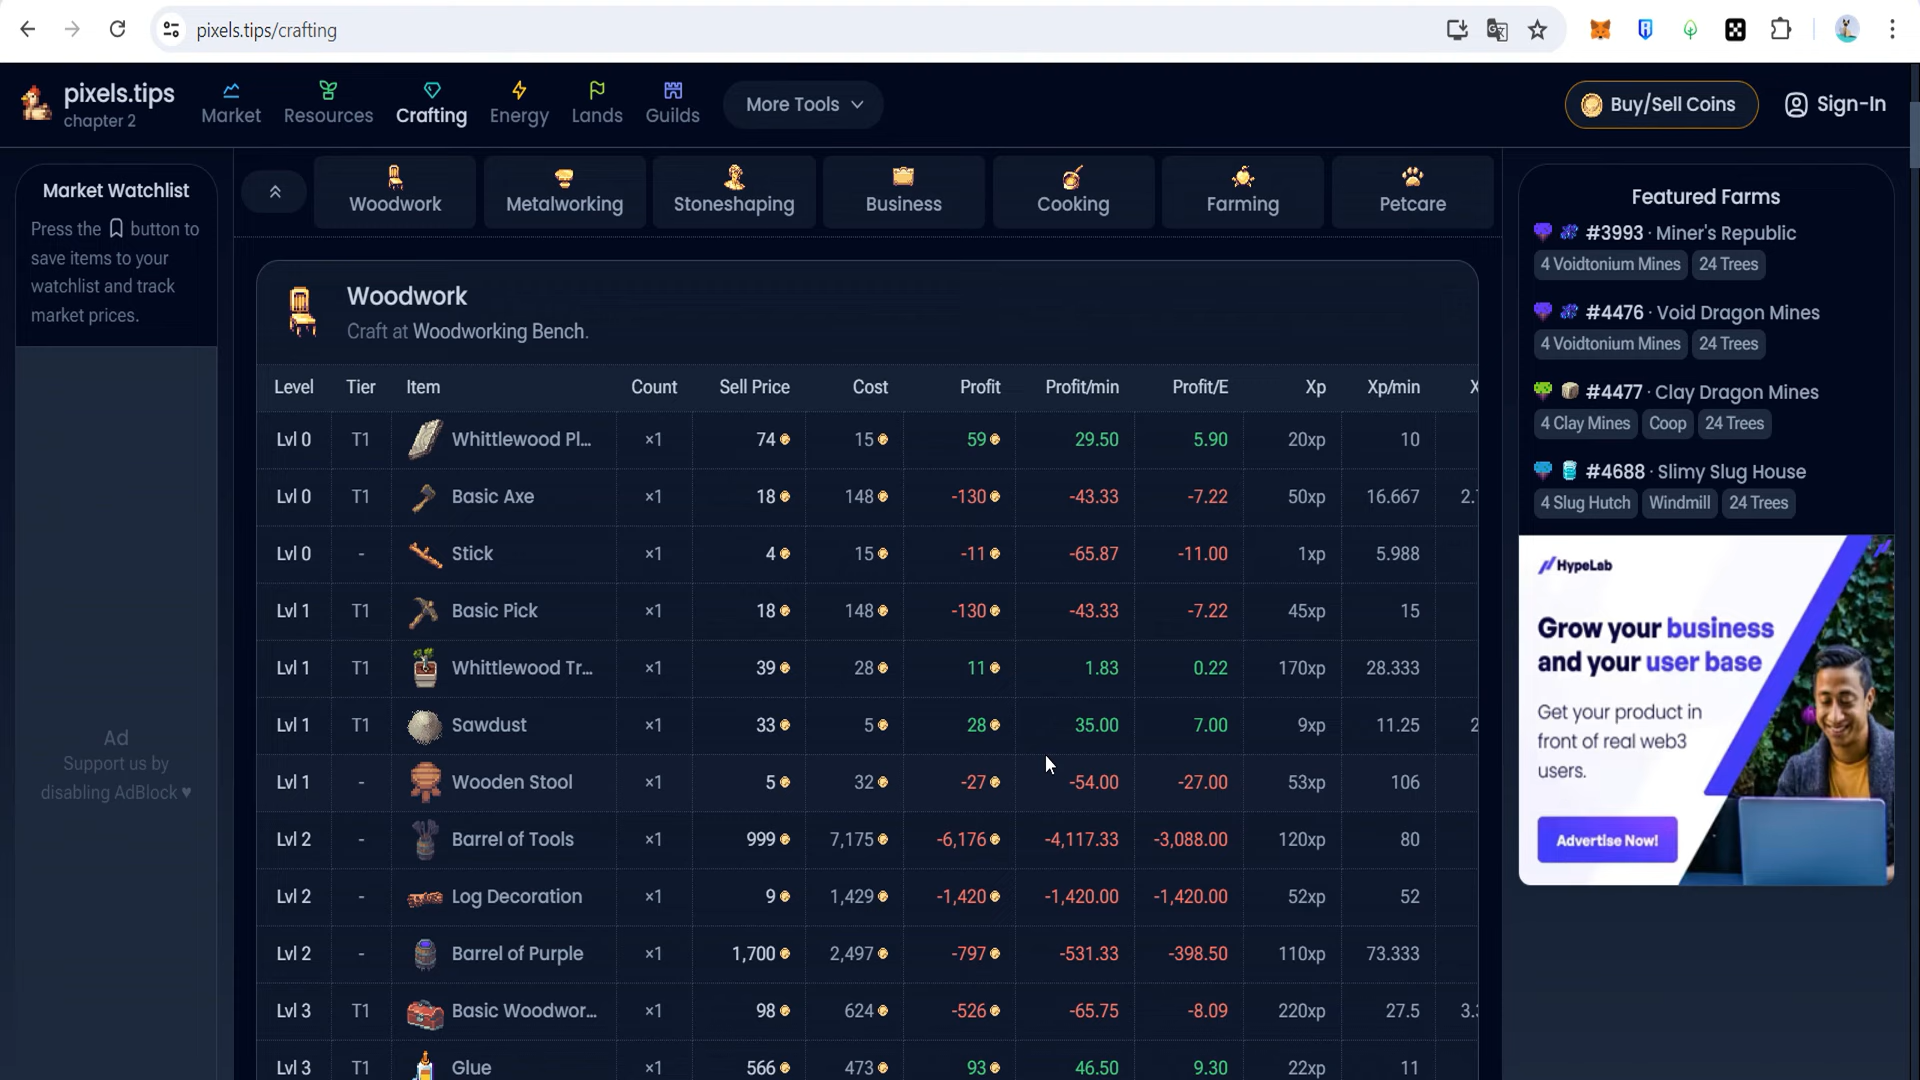 pixels.tips/crafting
pixels.tips
chapter 2
Market
Resources
Crafting
Energy
Lands
Guilds
More Tools
Buy/Sell Coins
Sign-In
Market Watchlist
Press the button to
save items to your
watchlist and track
market prices.
Ad
Support us by
disabling AdBlock ♥
Woodwork
Metalworking
Stoneshaping
Business
Cooking
Farming
Petcare
Woodwork
Craft at Woodworking Bench.
Level Tier Item Count Sell Price Cost Profit Profit/min Profit/E Xp Xp/min X
Lvl 0 T1 Whittlewood Pl... ×1 74 15 59 29.50 5.90 20xp 10
Lvl 0 T1 Basic Axe ×1 18 148 -130 -43.33 -7.22 50xp 16.667 2.
Lvl 0 - Stick ×1 4 15 -11 -65.87 -11.00 1xp 5.988
Lvl 1 T1 Basic Pick ×1 18 148 -130 -43.33 -7.22 45xp 15
Lvl 1 T1 Whittlewood Tr... ×1 39 28 11 1.83 0.22 170xp 28.333
Lvl 1 T1 Sawdust ×1 33 5 28 35.00 7.00 9xp 11.25 2
Lvl 1 - Wooden Stool ×1 5 32 -27 -54.00 -27.00 53xp 106
Lvl 2 - Barrel of Tools ×1 999 7,175 -6,176 -4,117.33 -3,088.00 120xp 80
Lvl 2 - Log Decoration ×1 9 1,429 -1,420 -1,420.00 -1,420.00 52xp 52
Lvl 2 - Barrel of Purple ×1 1,700 2,497 -797 -531.33 -398.50 110xp 73.333
Lvl 3 T1 Basic Woodwor... ×1 98 624 -526 -65.75 -8.09 220xp 27.5 3.
Lvl 3 T1 Glue ×1 566 473 93 46.50 9.30 22xp 11
Featured Farms
#3993 · Miner's Republic
4 Voidtonium Mines 24 Trees
#4476 · Void Dragon Mines
4 Voidtonium Mines 24 Trees
#4477 · Clay Dragon Mines
4 Clay Mines Coop 24 Trees
#4688 · Slimy Slug House
4 Slug Hutch Windmill 24 Trees
HypeLab
Grow your business
and your user base
Get your product in
front of real web3
users.
Advertise Now!